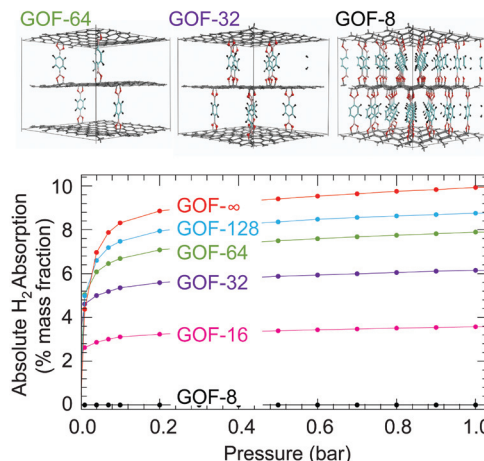 GOF-64 GOF-32 GOF-8
Absolute H₂ Absorption
(% mass fraction)
10
8
6
4
2
0
GOF-∞
GOF-128
GOF-64
GOF-32
GOF-16
GOF-8
0.0 0.2 0.4 0.6 0.8 1.0
Pressure (bar)